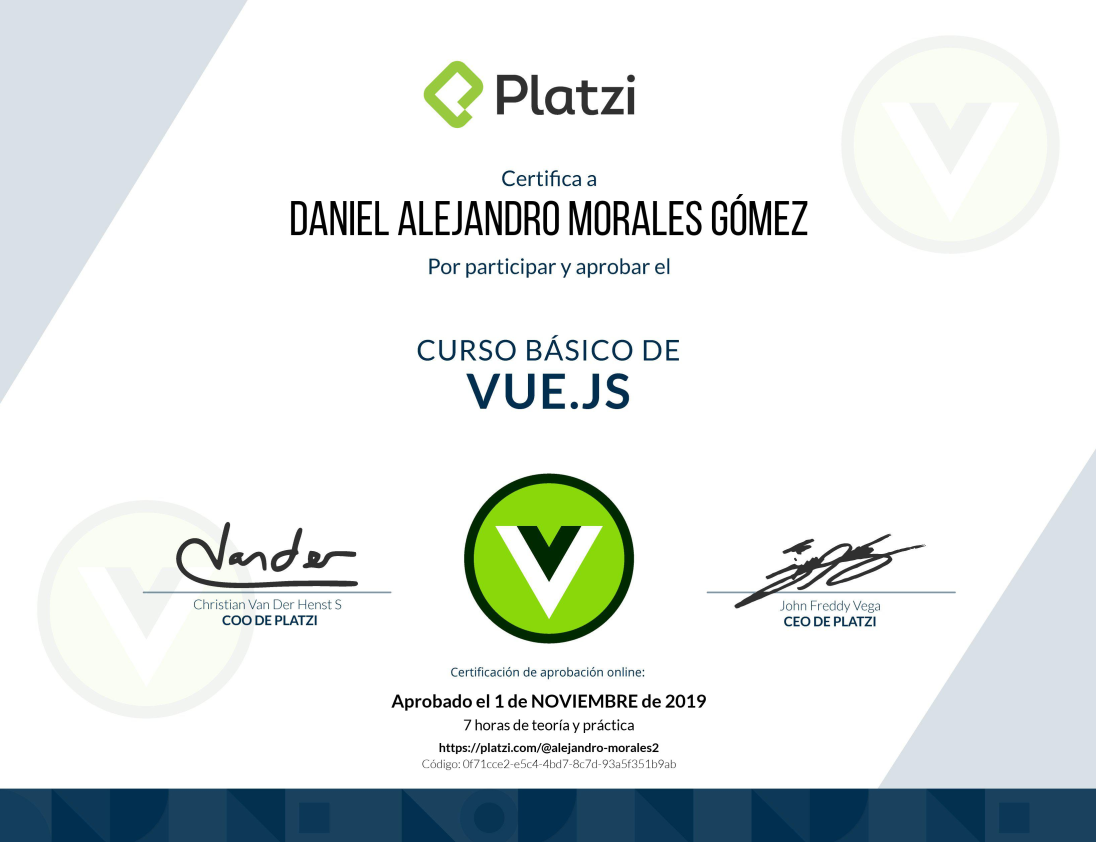 Platzi
Certifica a
DANIEL ALEJANDRO MORALES GÓMEZ
Por participar y aprobar el
CURSO BÁSICO DE
VUE.JS
Vander
Christian Van Der Henst S
COO DE PLATZI
John Freddy Vega
CEO DE PLATZI
Certificación de aprobación online:
Aprobado el 1 de NOVIEMBRE de 2019
7 horas de teoría y práctica
https://platzi.com/@alejandro-morales2
Código: 0f71cce2-e5c4-4bd7-8c7d-93a5f351b9ab